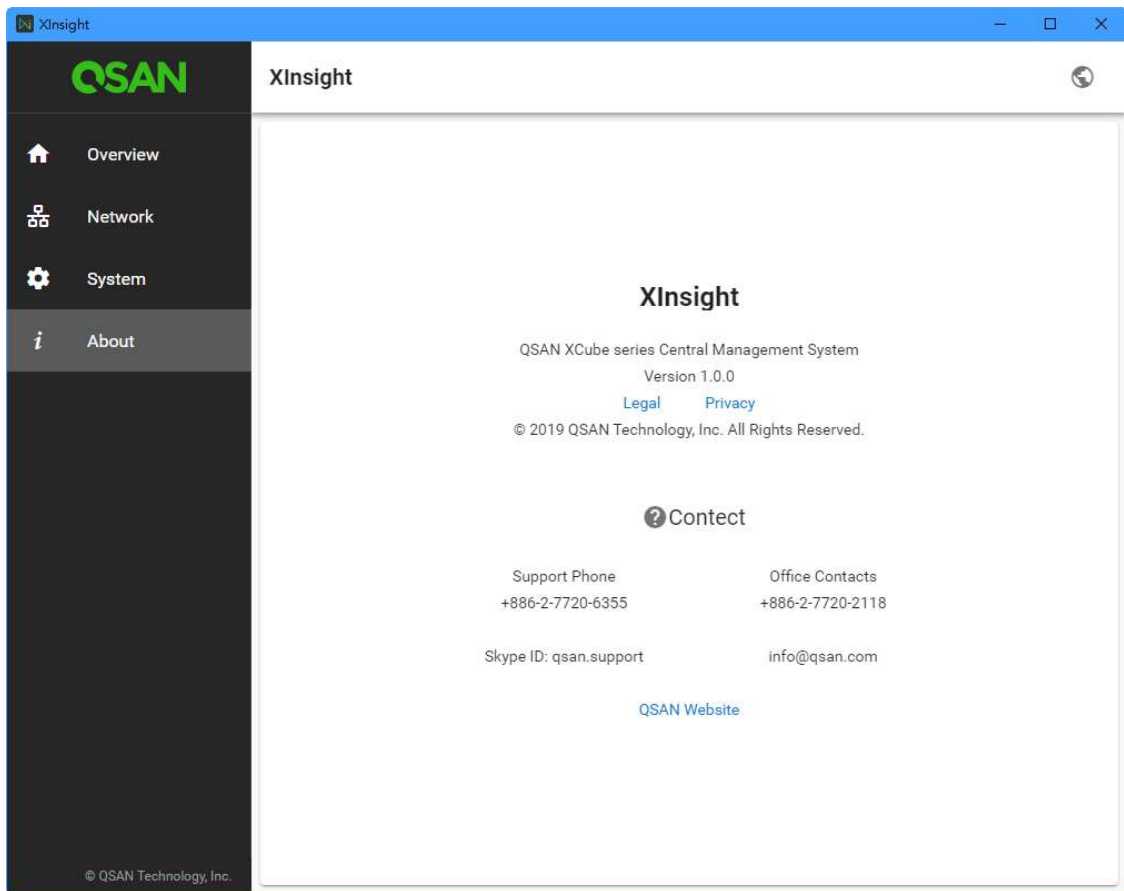 XInsight
QSAN
XInsight
Overview
Network
System
i About
XInsight
QSAN XCube series Central Management System
Version 1.0.0
Legal Privacy
© 2019 QSAN Technology, Inc. All Rights Reserved.
? Contect
Support Phone Office Contacts
+886-2-7720-6355 +886-2-7720-2118
Skype ID: qsan.support info@qsan.com
QSAN Website
© QSAN Technology, Inc.